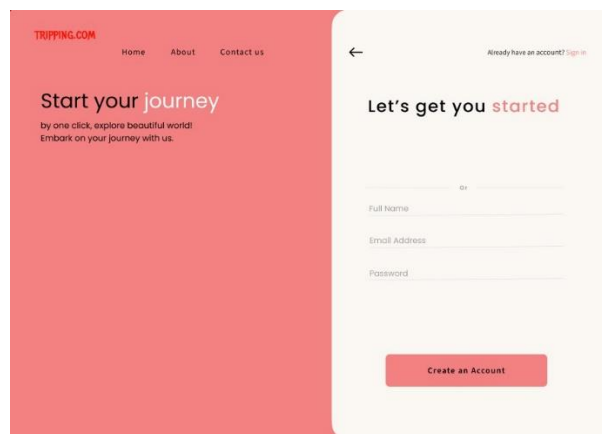 TRIPPING.COM
Home About Contact us
Start your journey
by one click, explore beautiful world!
Embark on your journey with us.
Already have an account? Sign in
Let's get you started
Or
Full Name
Email Address
Password
Create an Account